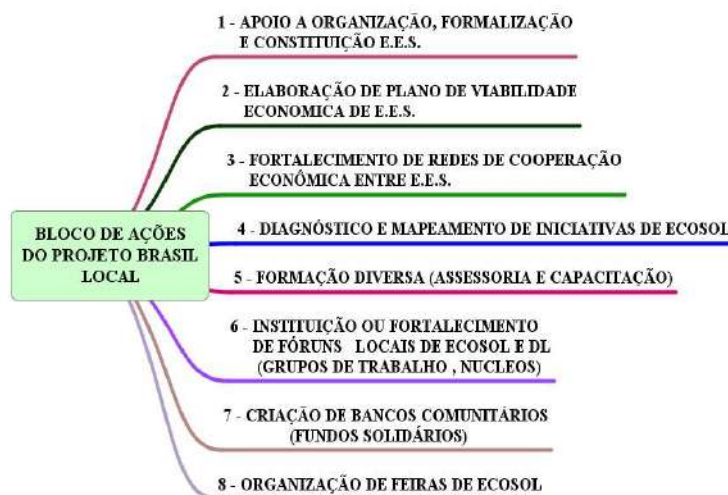 1 - APOIO A ORGANIZAÇÃO, FORMALIZAÇÃO
E CONSTITUIÇÃO E.E.S.
2 - ELABORAÇÃO DE PLANO DE VIABILIDADE
ECONOMICA DE E.E.S.
3 - FORTALECIMENTO DE REDES DE COOPERAÇÃO
ECONÔMICA ENTRE E.E.S.
BLOCO DE AÇÕES
DO PROJETO BRASIL
LOCAL
4 - DIAGNÓSTICO E MAPEAMENTO DE INICIATIVAS DE ECOSOL
5 - FORMAÇÃO DIVERSA (ASSESSORIA E CAPACITAÇÃO)
6 - INSTITUIÇÃO OU FORTALECIMENTO
DE FÓRUNS LOCAIS DE ECOSOL E DL
(GRUPOS DE TRABALHO , NUCLEOS)
7 - CRIAÇÃO DE BANCOS COMUNITÁRIOS
(FUNDOS SOLIDÁRIOS)
8 - ORGANIZAÇÃO DE FEIRAS DE ECOSOL